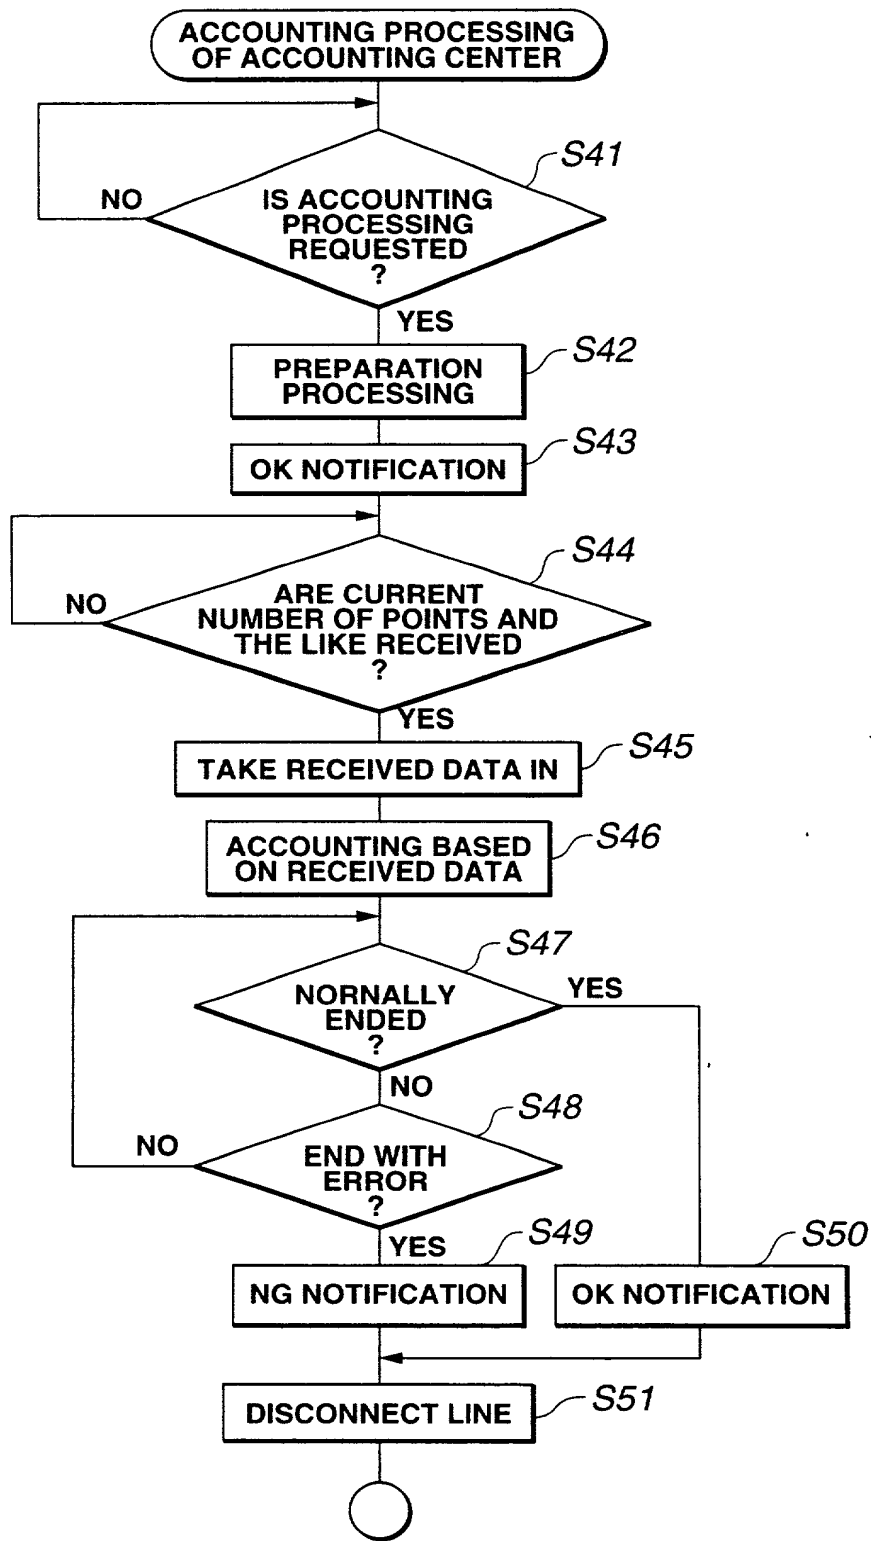 ACCOUNTING PROCESSING
OF ACCOUNTING CENTER
S41
NO
IS ACCOUNTING
PROCESSING
REQUESTED
?
YES
S42
PREPARATION
PROCESSING
S43
OK NOTIFICATION
S44
NO
ARE CURRENT
NUMBER OF POINTS AND
THE LIKE RECEIVED
?
YES
S45
TAKE RECEIVED DATA IN
S46
ACCOUNTING BASED
ON RECEIVED DATA
S47
YES
NORNALLY
ENDED
?
NO
S48
NO
END WITH
ERROR
?
YES
S49
S50
NG NOTIFICATION
OK NOTIFICATION
S51
DISCONNECT LINE